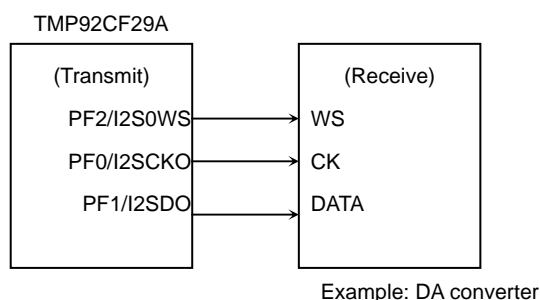 TMP92CF29A
(Transmit)
(Receive)
PF2/I2S0WS
WS
PF0/I2SCKO
CK
PF1/I2SDO
DATA
Example: DA converter